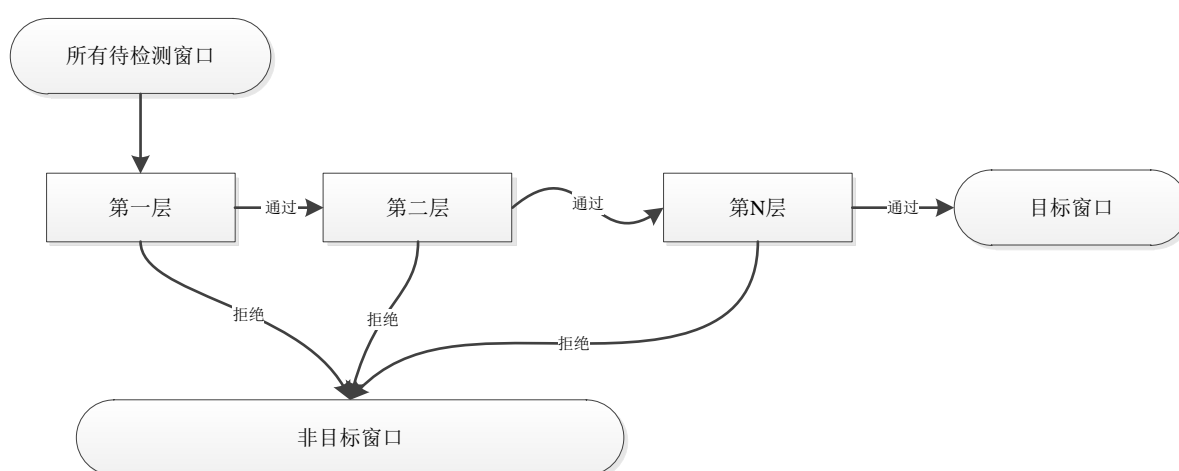 所有待检测窗口
第一层
通过
第二层
通过
第N层
通过
目标窗口
拒绝
拒绝
拒绝
非目标窗口